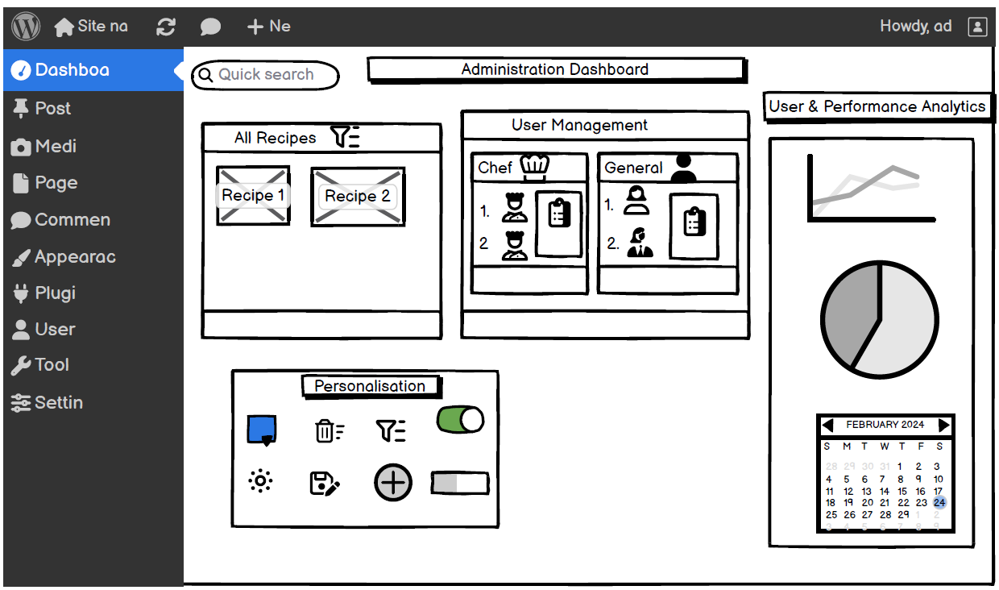 Site na
Ne
Howdy, ad
Dashboa
Post
Medi
Page
Commen
Appearac
Plugi
User
Tool
Settin
Quick search
Administration Dashboard
User & Performance Analytics
All Recipes
Recipe 1
Recipe 2
User Management
Chef
1.
2
General
1.
2.
Personalisation
FEBRUARY 2024
S M T W T F S
28 29 30 31 1 2 3
4 5 6 7 8 9 10
11 12 13 14 15 16 17
18 19 20 21 22 23 24
25 26 27 28 29 1 2
3 4 5 6 7 8 9